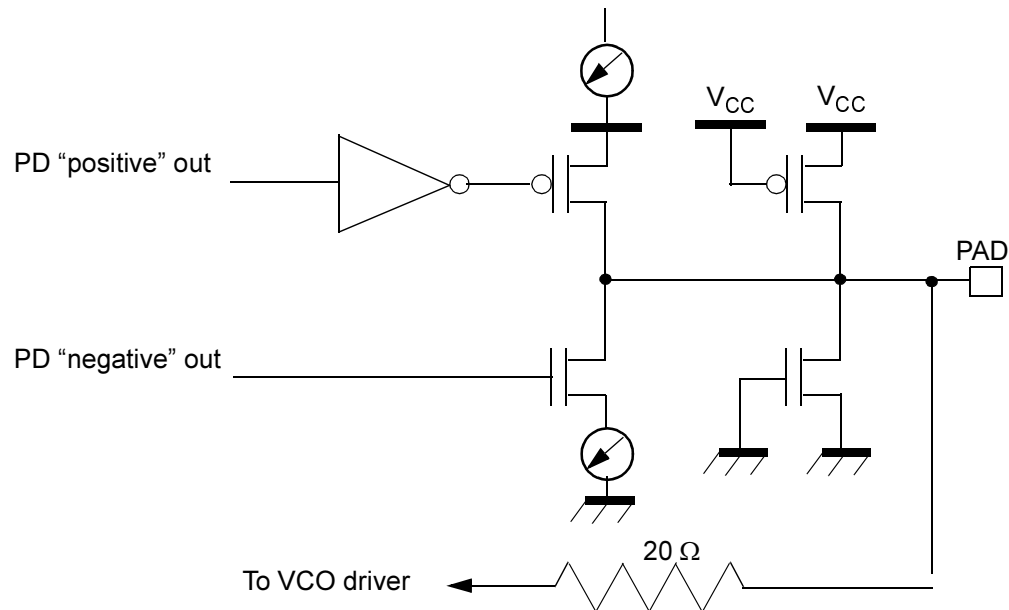 V_CC V_CC
PD “positive” out
PAD
PD “negative” out
20 Ω
To VCO driver